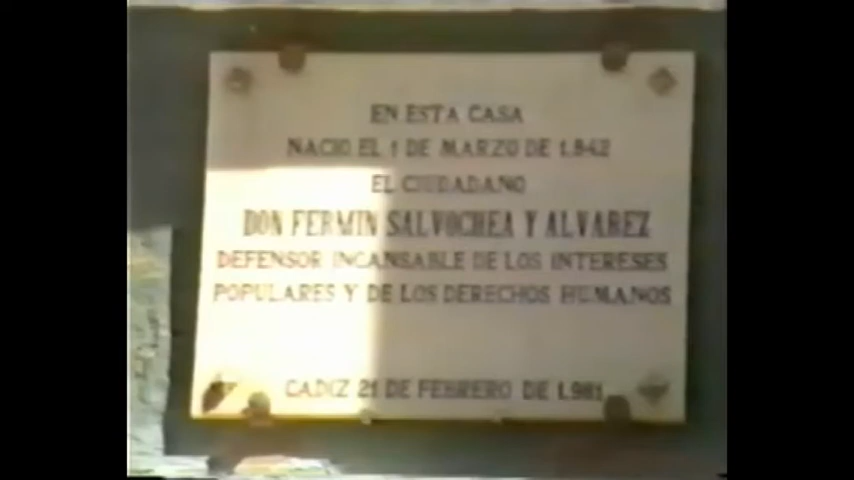 EN ESTA CASA
NACIO EL 1 DE MARZO DE 1.842
EL CIUDADANO
DON FERMIN SALVOCHEA Y ALVAREZ
DEFENSOR INCANSABLE DE LOS INTERESES
POPULARES Y DE LOS DERECHOS HUMANOS
CADIZ 21 DE FEBRERO DE 1.981